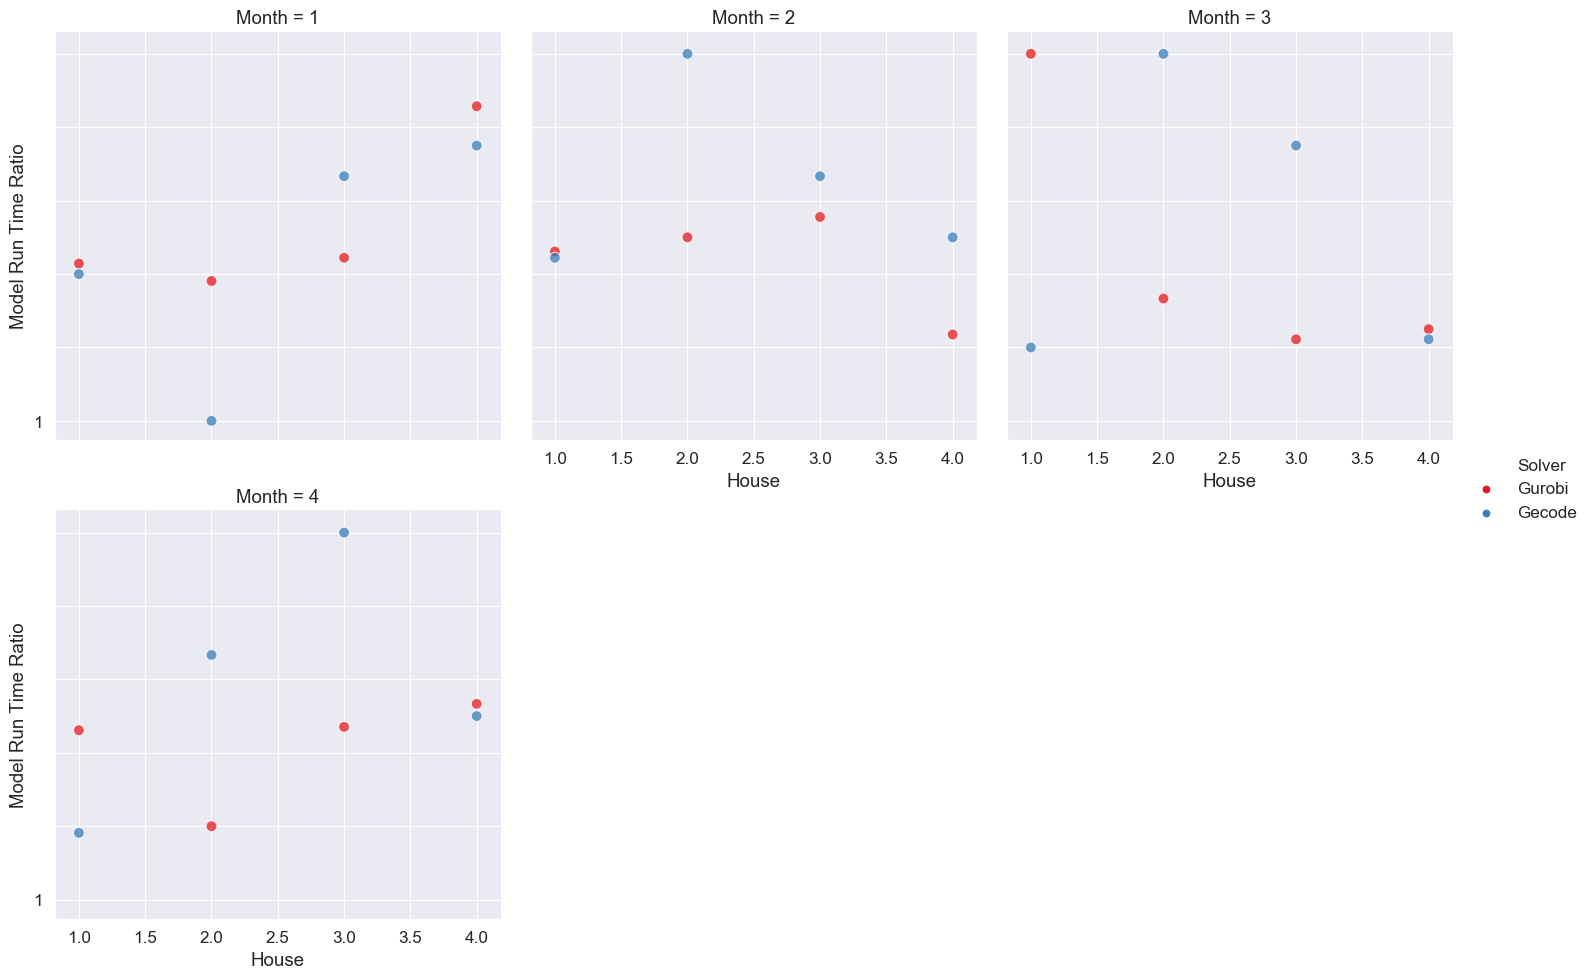 Month = 1
Month = 2
Month = 3
Model Run Time Ratio
1
1.0 1.5 2.0 2.5 3.0 3.5 4.0
House
1.0 1.5 2.0 2.5 3.0 3.5 4.0
House
Solver
Gurobi
Gecode
Month = 4
Model Run Time Ratio
1
1.0 1.5 2.0 2.5 3.0 3.5 4.0
House